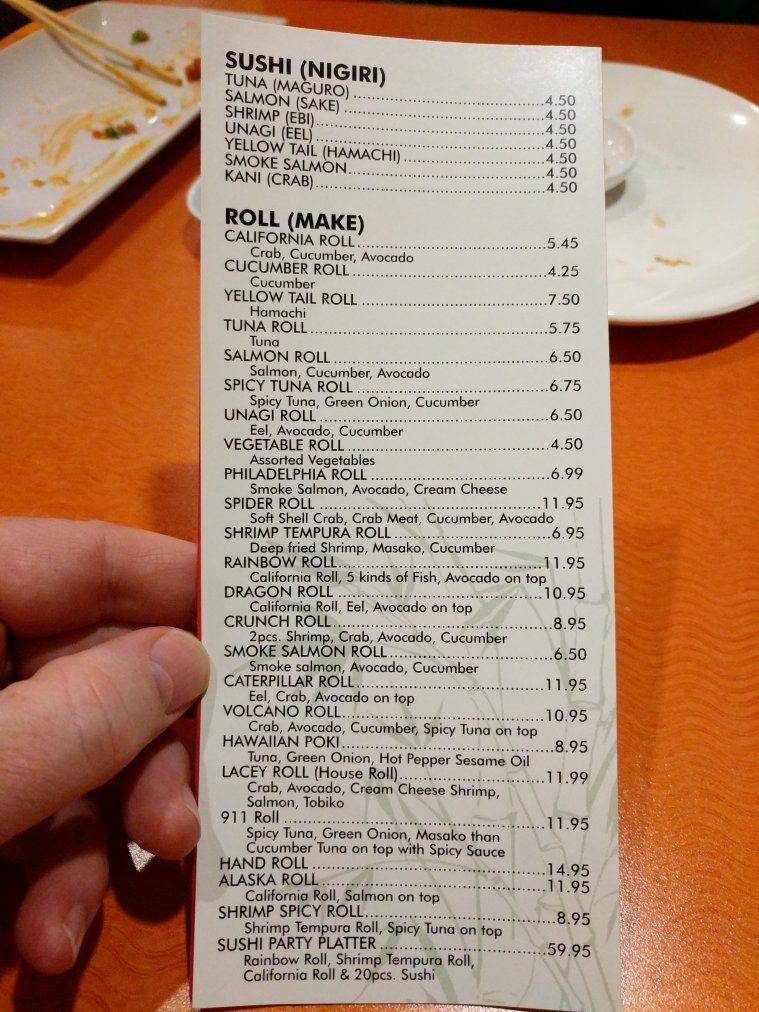 SUSHI (NIGIRI)
TUNA (MAGURO) 4.50
SALMON (SAKE) 4.50
SHRIMP (EBI) 4.50
UNAGI (EEL) 4.50
YELLOW TAIL (HAMACHI) 4.50
SMOKE SALMON 4.50
KANI (CRAB) 4.50
ROLL (MAKE)
CALIFORNIA ROLL 5.45
Crab, Cucumber, Avocado
CUCUMBER ROLL 4.25
Cucumber
YELLOW TAIL ROLL 7.50
Hamachi
TUNA ROLL 5.75
Tuna
SALMON ROLL 6.50
Salmon, Cucumber, Avocado
SPICY TUNA ROLL 6.75
Spicy Tuna, Green Onion, Cucumber
UNAGI ROLL 6.50
Eel, Avocado, Cucumber
VEGETABLE ROLL 4.50
Assorted Vegetables
PHILADELPHIA ROLL 6.99
Smoke Salmon, Avocado, Cream Cheese
SPIDER ROLL 11.95
Soft Shell Crab, Crab Meat, Cucumber, Avocado
SHRIMP TEMPURA ROLL 6.95
Deep fried Shrimp, Masako, Cucumber
RAINBOW ROLL 11.95
California Roll, 5 kinds of Fish, Avocado on top
DRAGON ROLL 10.95
California Roll, Eel, Avocado on top
CRUNCH ROLL 8.95
2pcs. Shrimp, Crab, Avocado, Cucumber
SMOKE SALMON ROLL 6.50
Smoke salmon, Avocado, Cucumber
CATERPILLAR ROLL 11.95
Eel, Crab, Avocado on top
VOLCANO ROLL 10.95
Crab, Avocado, Cucumber, Spicy Tuna on top
HAWAIIAN POKI 8.95
Tuna, Green Onion, Hot Pepper Sesame Oil
LACEY ROLL (House Roll) 11.99
Crab, Avocado, Cream Cheese Shrimp,
Salmon, Tobiko
911 Roll 11.95
Spicy Tuna, Green Onion, Masako than
Cucumber Tuna on top with Spicy Sauce
HAND ROLL 14.95
ALASKA ROLL 11.95
California Roll, Salmon on top
SHRIMP SPICY ROLL 8.95
Shrimp Tempura Roll, Spicy Tuna on top
SUSHI PARTY PLATTER 59.95
Rainbow Roll, Shrimp Tempura Roll,
California Roll & 20pcs. Sushi